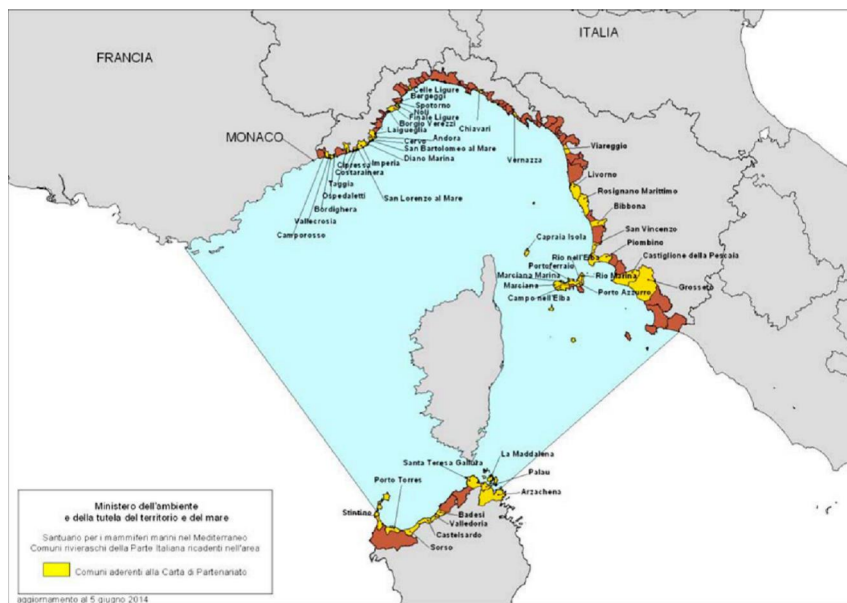 FRANCIA
ITALIA
MONACO
Celle Ligure
Bergeggi
Spotorno
Noli
Finale Ligure
Borgio Verezzi
Laigueglia
Andora
Cervo
San Bartolomeo al Mare
Diano Marina
Imperia
Cipressa
Costarainera
San Lorenzo al Mare
Taggia
Ospedaletti
Bordighera
Vallecrosia
Camporosso
Chiavari
Vernazza
Viareggio
Livorno
Rosignano Marittimo
Bibbona
San Vincenzo
Piombino
Castiglione della Pescaia
Grosseto
Capraia Isola
Rio nell'Elba
Portoferraio
Marciana Marina
Rio Marina
Marciana
Porto Azzurro
Campo nell'Elba
La Maddalena
Santa Teresa Gallura
Palau
Arzachena
Porto Torres
Stintino
Badesi
Valledoria
Castelsardo
Sorso
Ministero dell'ambiente
e della tutela del territorio e del mare
Santuario per i mammiferi marini nel Mediterraneo
Comuni rivieraschi della Parte Italiana ricadenti nell'area
Comuni aderenti alla Carta di Partenariato
aggiornamento al 5 giugno 2014